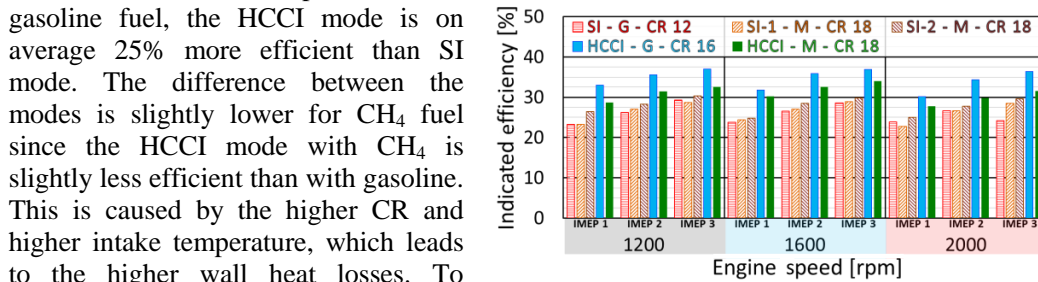 gasoline fuel, the HCCI mode is on
average 25% more efficient than SI
mode. The difference between the
modes is slightly lower for CH₄ fuel
since the HCCI mode with CH₄ is
slightly less efficient than with gasoline.
This is caused by the higher CR and
higher intake temperature, which leads
to the higher wall heat losses. To
Indicated efficiency [%]
50
40
30
20
10
0
SI - G - CR 12
SI-1 - M - CR 18
SI-2 - M - CR 18
HCCI - G - CR 16
HCCI - M - CR 18
IMEP 1 IMEP 2 IMEP 3 IMEP 1 IMEP 2 IMEP 3 IMEP 1 IMEP 2 IMEP 3
1200 1600 2000
Engine speed [rpm]